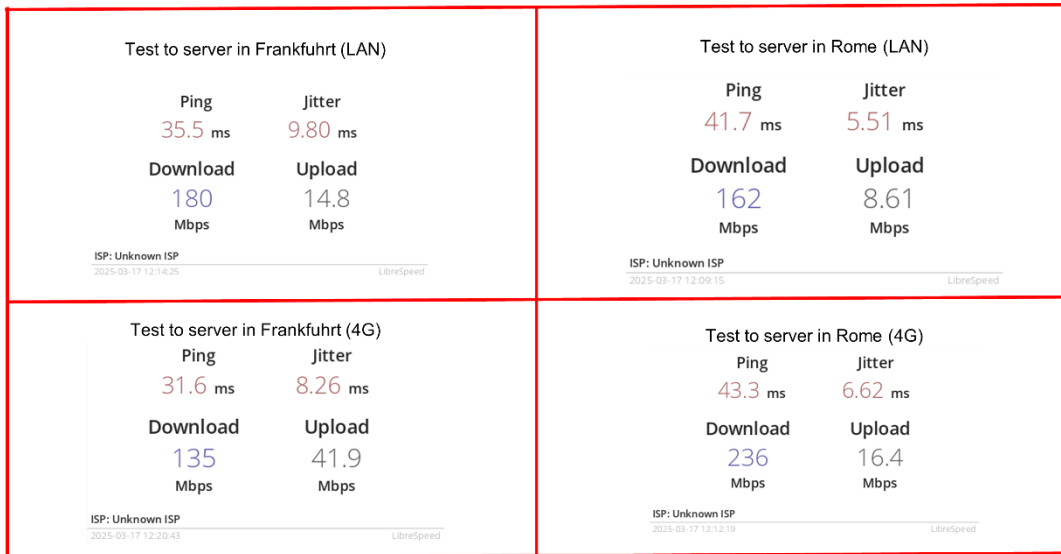 Test to server in Frankfuhrt (LAN)
Ping Jitter
35.5 ms 9.80 ms
Download Upload
180 14.8
Mbps Mbps
ISP: Unknown ISP
2025-03-17 12:14:25 LibreSpeed
Test to server in Rome (LAN)
Ping Jitter
41.7 ms 5.51 ms
Download Upload
162 8.61
Mbps Mbps
ISP: Unknown ISP
2025-03-17 12:09:15 LibreSpeed
Test to server in Frankfuhrt (4G)
Ping Jitter
31.6 ms 8.26 ms
Download Upload
135 41.9
Mbps Mbps
ISP: Unknown ISP
2025-03-17 12:20:43 LibreSpeed
Test to server in Rome (4G)
Ping Jitter
43.3 ms 6.62 ms
Download Upload
236 16.4
Mbps Mbps
ISP: Unknown ISP
2025-03-17 12:12:19 LibreSpeed